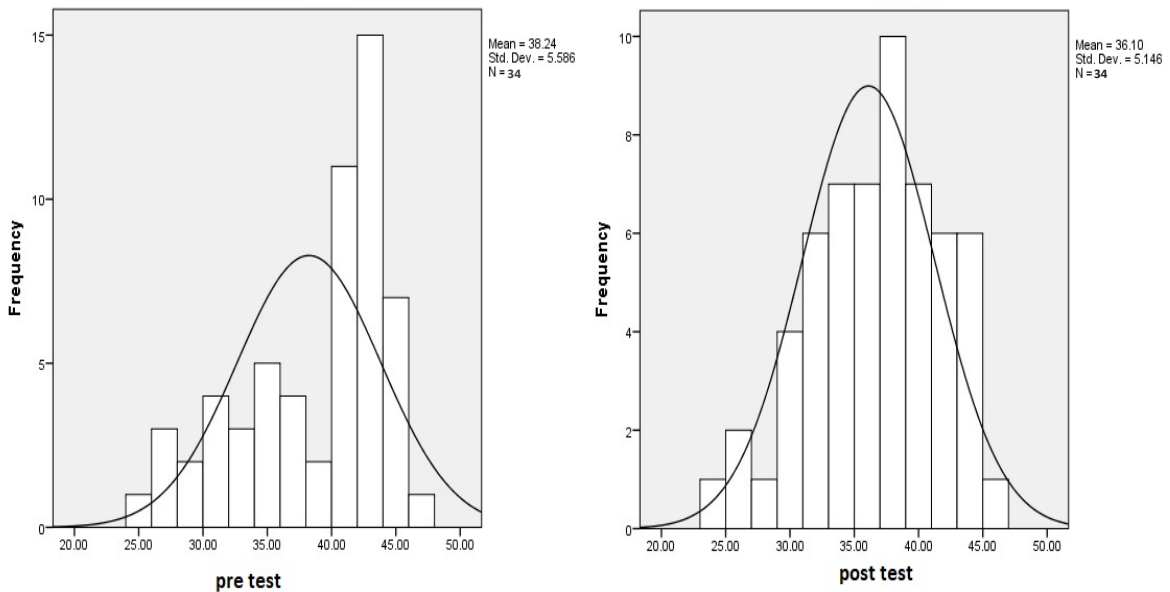 15
10
5
0
Frequency
20.00 25.00 30.00 35.00 40.00 45.00 50.00
pre test
Mean = 38.24
Std. Dev. = 5.586
N = 34
10
8
6
4
2
0
Frequency
20.00 25.00 30.00 35.00 40.00 45.00 50.00
post test
Mean = 36.10
Std. Dev. = 5.146
N = 34